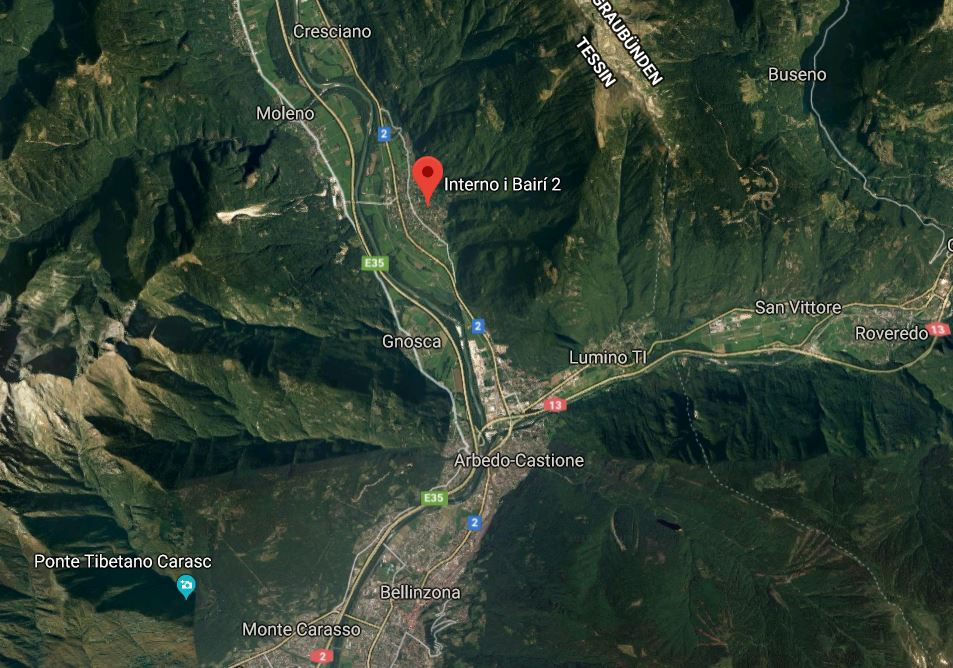 Cresciano
GRAUBÜNDEN
TESSIN
Buseno
Moleno
2
Interno i Bairí 2
E35
San Vittore
2
Gnosca
Roveredo
13
Lumino TI
13
Arbedo-Castione
E35
2
Ponte Tibetano Carasc
Bellinzona
Monte Carasso
2